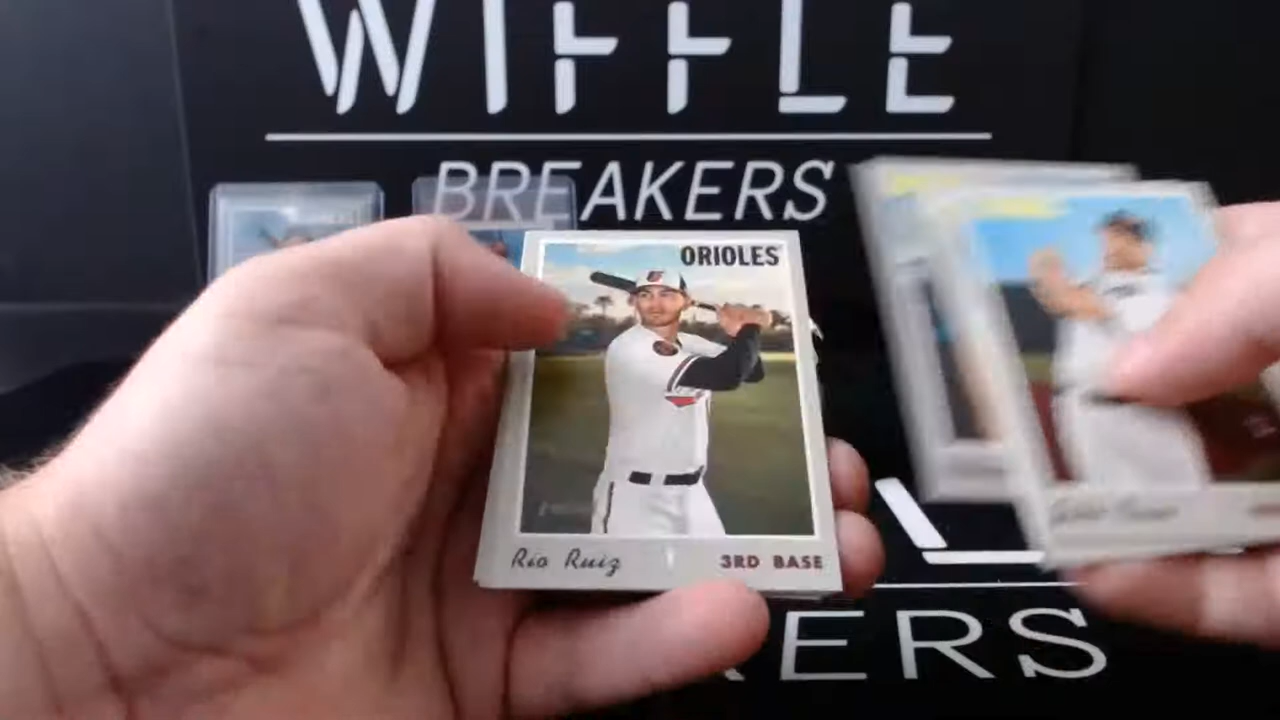 WIFFLE
BREAKERS
ORIOLES
Rio Ruiz 3RD BASE
ERS